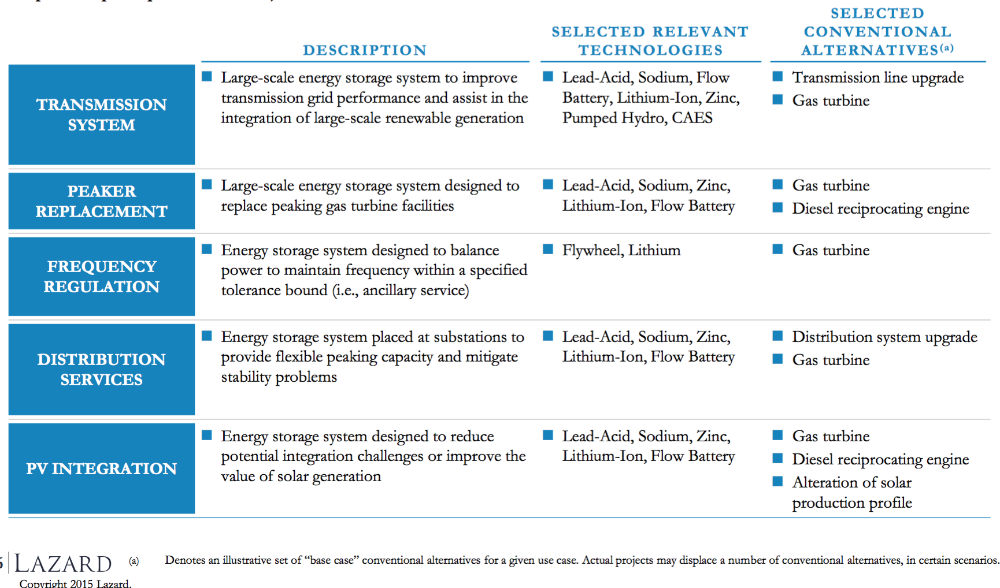 DESCRIPTION
SELECTED RELEVANT
TECHNOLOGIES
SELECTED
CONVENTIONAL
ALTERNATIVES(a)
TRANSMISSION
SYSTEM
■ Large-scale energy storage system to improve
transmission grid performance and assist in the
integration of large-scale renewable generation
■ Lead-Acid, Sodium, Flow
Battery, Lithium-Ion, Zinc,
Pumped Hydro, CAES
■ Transmission line upgrade
■ Gas turbine
PEAKER
REPLACEMENT
■ Large-scale energy storage system designed to
replace peaking gas turbine facilities
■ Lead-Acid, Sodium, Zinc,
Lithium-Ion, Flow Battery
■ Gas turbine
■ Diesel reciprocating engine
FREQUENCY
REGULATION
■ Energy storage system designed to balance
power to maintain frequency within a specified
tolerance bound (i.e., ancillary service)
■ Flywheel, Lithium
■ Gas turbine
DISTRIBUTION
SERVICES
■ Energy storage system placed at substations to
provide flexible peaking capacity and mitigate
stability problems
■ Lead-Acid, Sodium, Zinc,
Lithium-Ion, Flow Battery
■ Distribution system upgrade
■ Gas turbine
PV INTEGRATION
■ Energy storage system designed to reduce
potential integration challenges or improve the
value of solar generation
■ Lead-Acid, Sodium, Zinc,
Lithium-Ion, Flow Battery
■ Gas turbine
■ Diesel reciprocating engine
■ Alteration of solar
production profile
LAZARD
(a) Denotes an illustrative set of “base case” conventional alternatives for a given use case. Actual projects may displace a number of conventional alternatives, in certain scenarios.
Copyright 2015 Lazard.